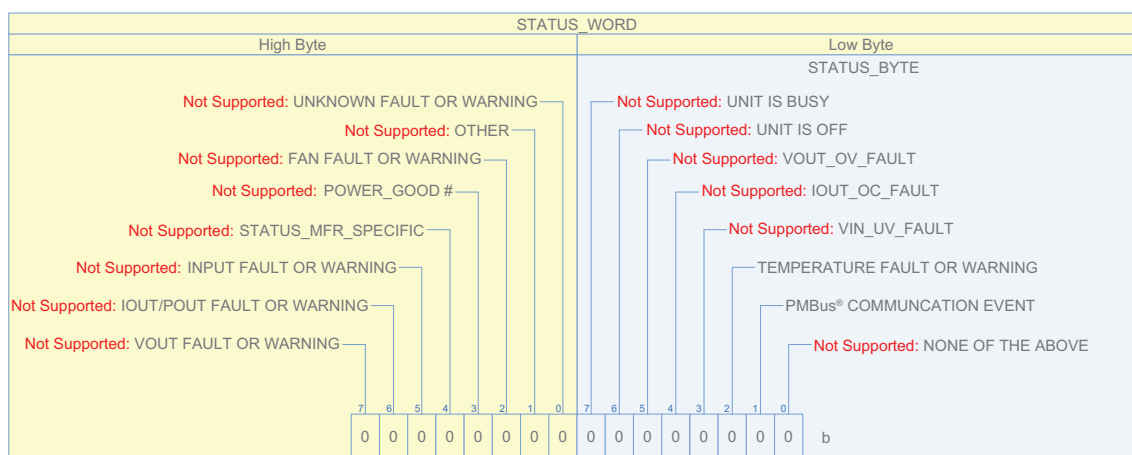 STATUS_WORD
High Byte Low Byte
STATUS_BYTE
Not Supported: UNKNOWN FAULT OR WARNING Not Supported: UNIT IS BUSY
Not Supported: OTHER Not Supported: UNIT IS OFF
Not Supported: FAN FAULT OR WARNING Not Supported: VOUT_OV_FAULT
Not Supported: POWER_GOOD # Not Supported: IOUT_OC_FAULT
Not Supported: STATUS_MFR_SPECIFIC Not Supported: VIN_UV_FAULT
Not Supported: INPUT FAULT OR WARNING TEMPERATURE FAULT OR WARNING
Not Supported: IOUT/POUT FAULT OR WARNING PMBus® COMMUNCATION EVENT
Not Supported: VOUT FAULT OR WARNING Not Supported: NONE OF THE ABOVE
7 6 5 4 3 2 1 0 7 6 5 4 3 2 1 0
0 0 0 0 0 0 0 0 0 0 0 0 0 0 0 0 b